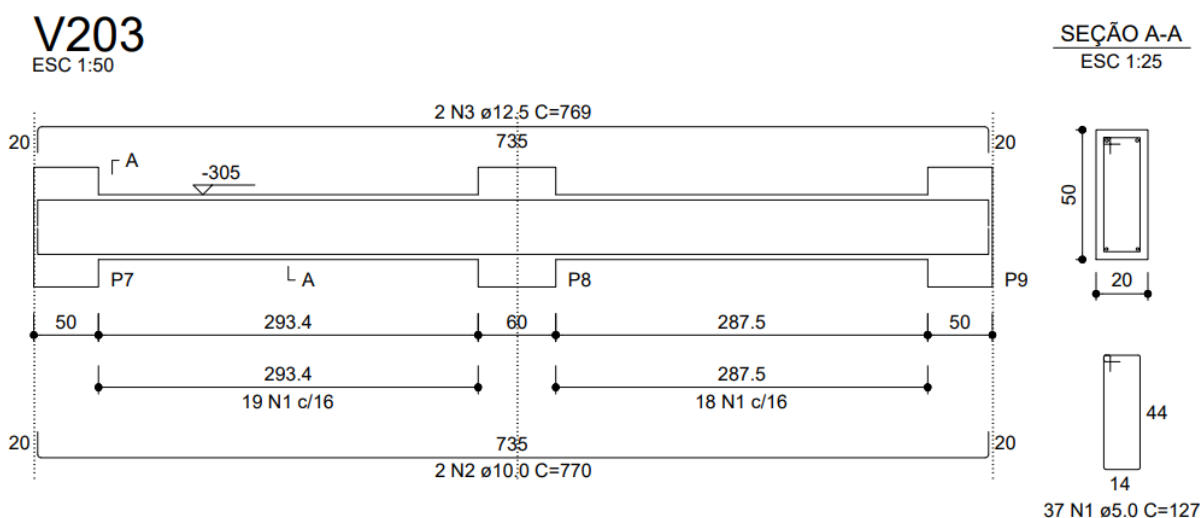 V203
ESC 1:50
SEÇÃO A-A
ESC 1:25
2 N3 ø12.5 C=769
20
735
20
A
-305
50
P7
A
P8
P9
20
50
293.4
60
287.5
50
293.4
287.5
19 N1 c/16
18 N1 c/16
44
20
735
20
2 N2 ø10.0 C=770
14
37 N1 ø5.0 C=127